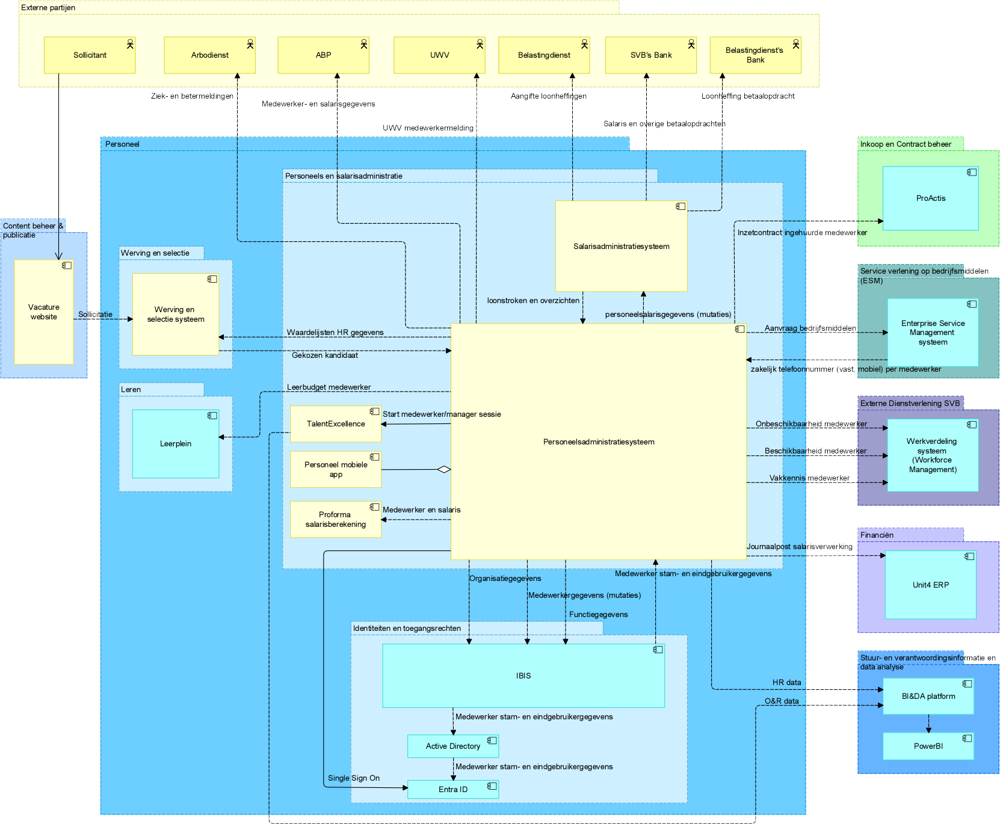 Externe partijen
Sollicitant
Arbodienst
ABP
UWV
Belastingdienst
SVB's Bank
Belastingdienst's
Bank
Ziek- en betermeldingen
Medewerker- en salarisgegevens
UWV medewerkermelding
Aangifte loonheffingen
Salaris en overige betaalopdrachten
Loonheffing betaalopdracht
Personeel
Personeels en salarisadministratie
Salarisadministratiesysteem
Inkoop en Contract beheer
ProActis
Inzetcontract ingehuurde medewerker
Content beheer &
publicatie
Vacature
website
Sollicitatie
Werving en selectie
Werving en
selectie systeem
loonstroken en overzichten
personeelsalarisgegevens (mutaties)
Waardelijsten HR gegevens
Gekozen kandidaat
Service verlening op bedrijfsmiddelen
(ESM)
Enterprise Service
Management
systeem
Aanvraag bedrijfsmiddelen
zakelijk telefoonnummer (vast, mobiel) per medewerker
Leren
Leerplein
Leerbudget medewerker
TalentExcellence
Start medewerker/manager sessie
Personeelsadministratiesysteem
Personeel mobiele
app
Proforma
salarisberekening
Medewerker en salaris
Externe Dienstverlening SVB
Onbeschikbaarheid medewerker
Beschikbaarheid medewerker
Vakkennis medewerker
Werkverdeling
systeem
(Workforce
Management)
Financiën
Journaalpost salarisverwerking
Unit4 ERP
Organisatiegegevens
Medewerkergegevens (mutaties)
Functiegegevens
Medewerker stam- en eindgebruikergegevens
Identiteiten en toegangsrechten
IBIS
Medewerker stam- en eindgebruikergegevens
Active Directory
Medewerker stam- en eindgebruikergegevens
Single Sign On
Entra ID
Stuur- en verantwoordingsinformatie en
data analyse
HR data
O&R data
BI&DA platform
PowerBI